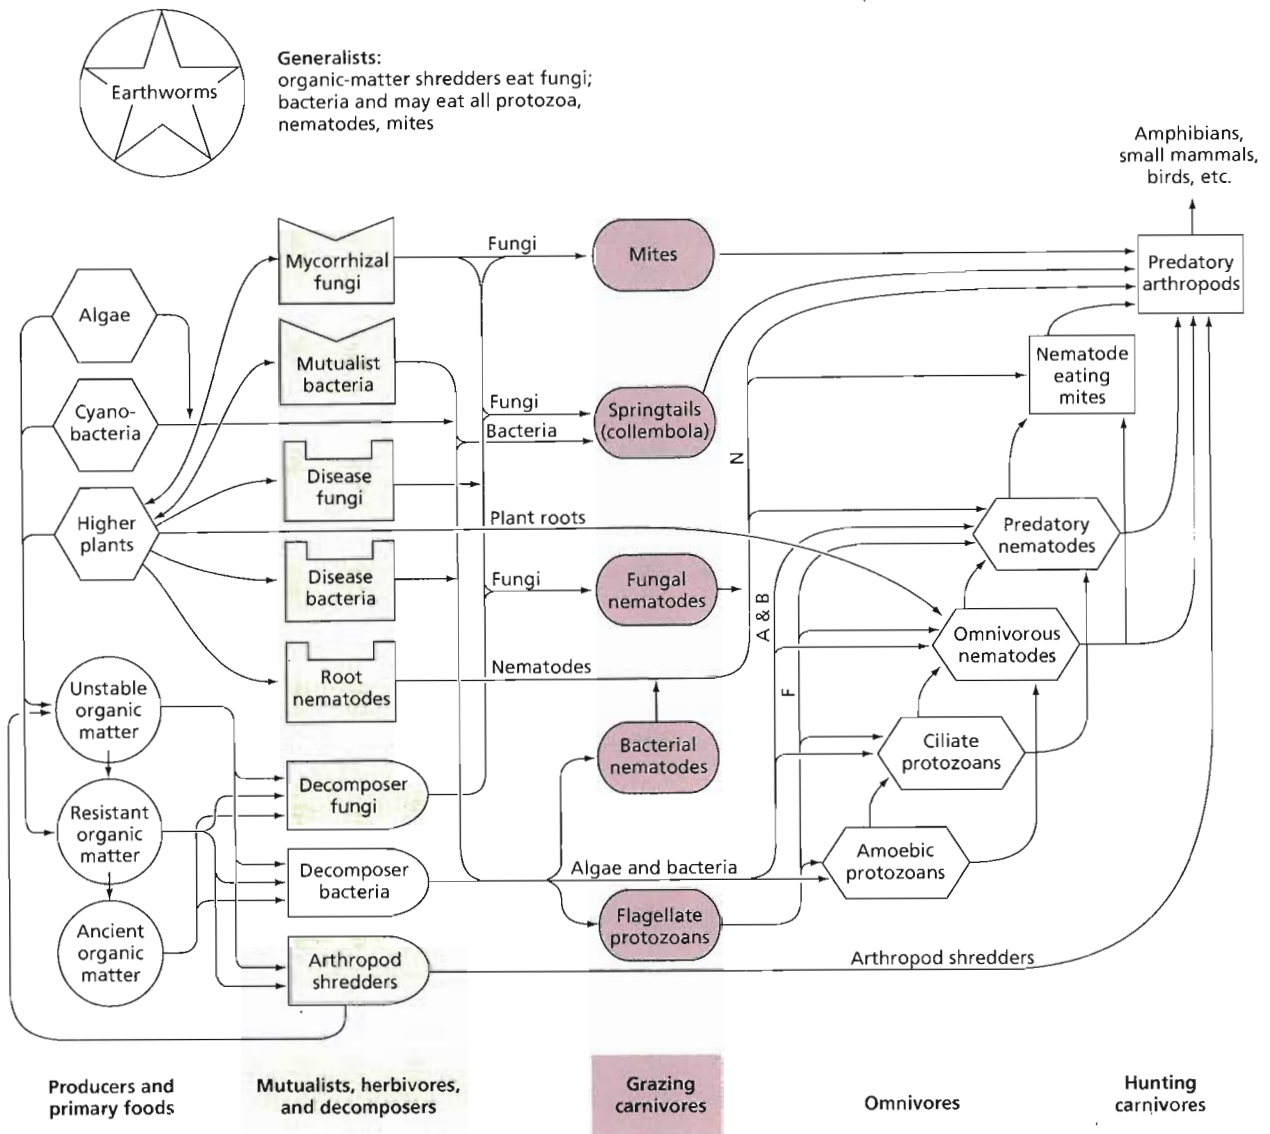 Earthworms
Generalists:
organic-matter shredders eat fungi;
bacteria and may eat all protozoa,
nematodes, mites
Amphibians,
small mammals,
birds, etc.
Mycorrhizal
fungi
Fungi
Mites
Predatory
arthropods
Algae
Mutualist
bacteria
Nematode
eating
mites
Cyano-
bacteria
Fungi
Bacteria
Springtails
(collembola)
N
Disease
fungi
Higher
plants
Plant roots
Predatory
nematodes
Disease
bacteria
Fungi
Fungal
nematodes
A & B
Omnivorous
nematodes
Root
nematodes
Nematodes
F
Unstable
organic
matter
Bacterial
nematodes
Ciliate
protozoans
Decomposer
fungi
Resistant
organic
matter
Amoebic
protozoans
Decomposer
bacteria
Algae and bacteria
Flagellate
protozoans
Ancient
organic
matter
Arthropod
shredders
Arthropod shredders
Producers and
primary foods
Mutualists, herbivores,
and decomposers
Grazing
carnivores
Omnivores
Hunting
carnivores